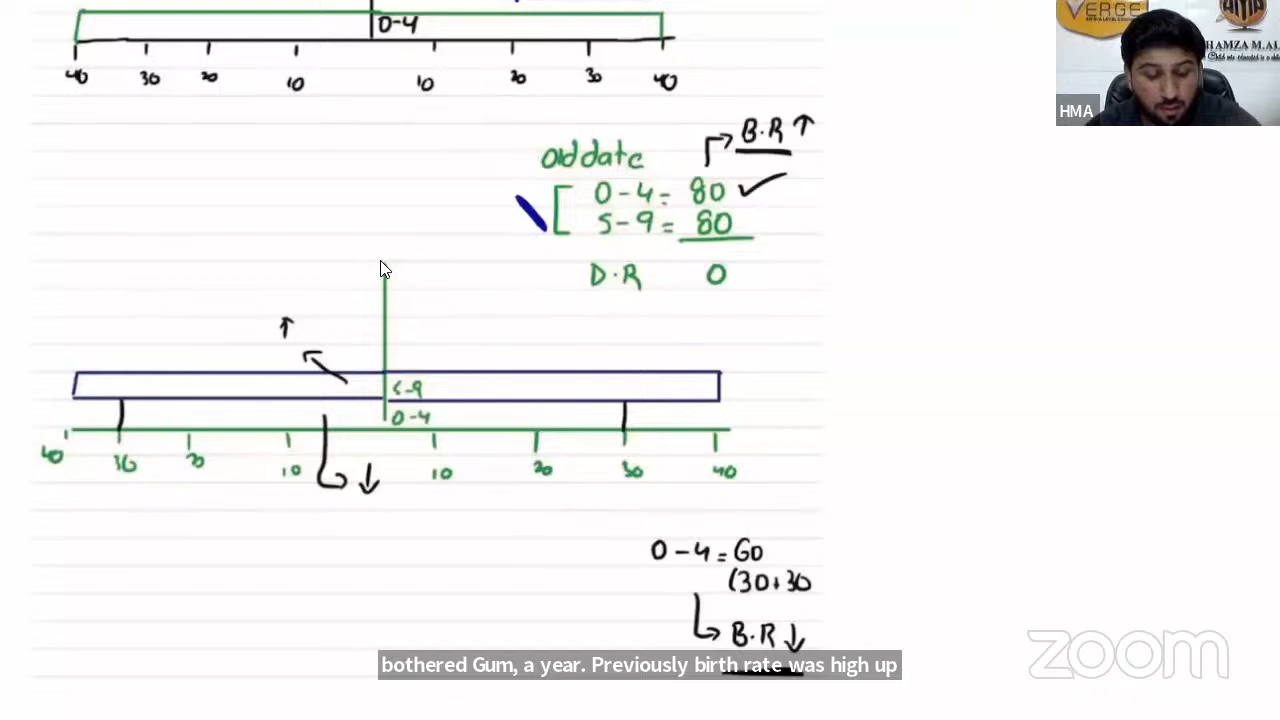 VERGE
HAMZA M.AL
HMA
0-4
40 30 20 10 10 20 30 40
B.R ↑
Old date
0-4= 80 ✓
5-9= 80
D.R 0
↑
5-9
0-4
40 30 20 10 10 20 30 40
↓
0-4=60
(30+30
B.R ↓
bothered Gum, a year. Previously birth rate was high up
zoom